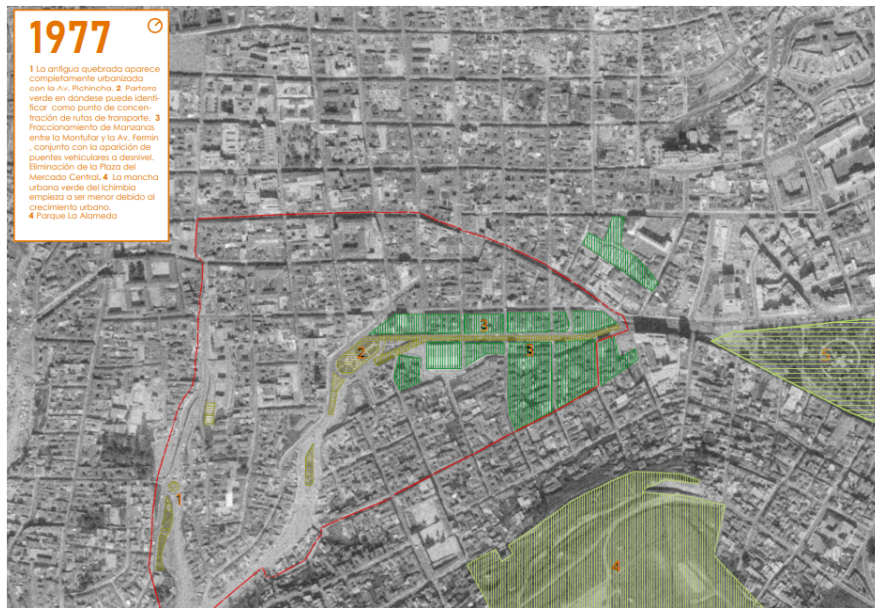 1977
1 La antigua quebrada aparece
completamente urbanizada
con la Av. Pichincha. 2 Parterre
verde en dondese puede identi-
ficar como punto de concen-
tración de rutas de transporte. 3
Fraccionamiento de Manzanas
entre la Montufar y la Av. Fermin
, conjunto con la aparición de
puentes vehiculares a desnivel.
Eliminación de la Plaza del
Mercado Central. 4 La mancha
urbana verde del Ichimbia
empieza a ser menor debido al
crecimiento urbano.
4 Parque La Alameda
3
2
1
4